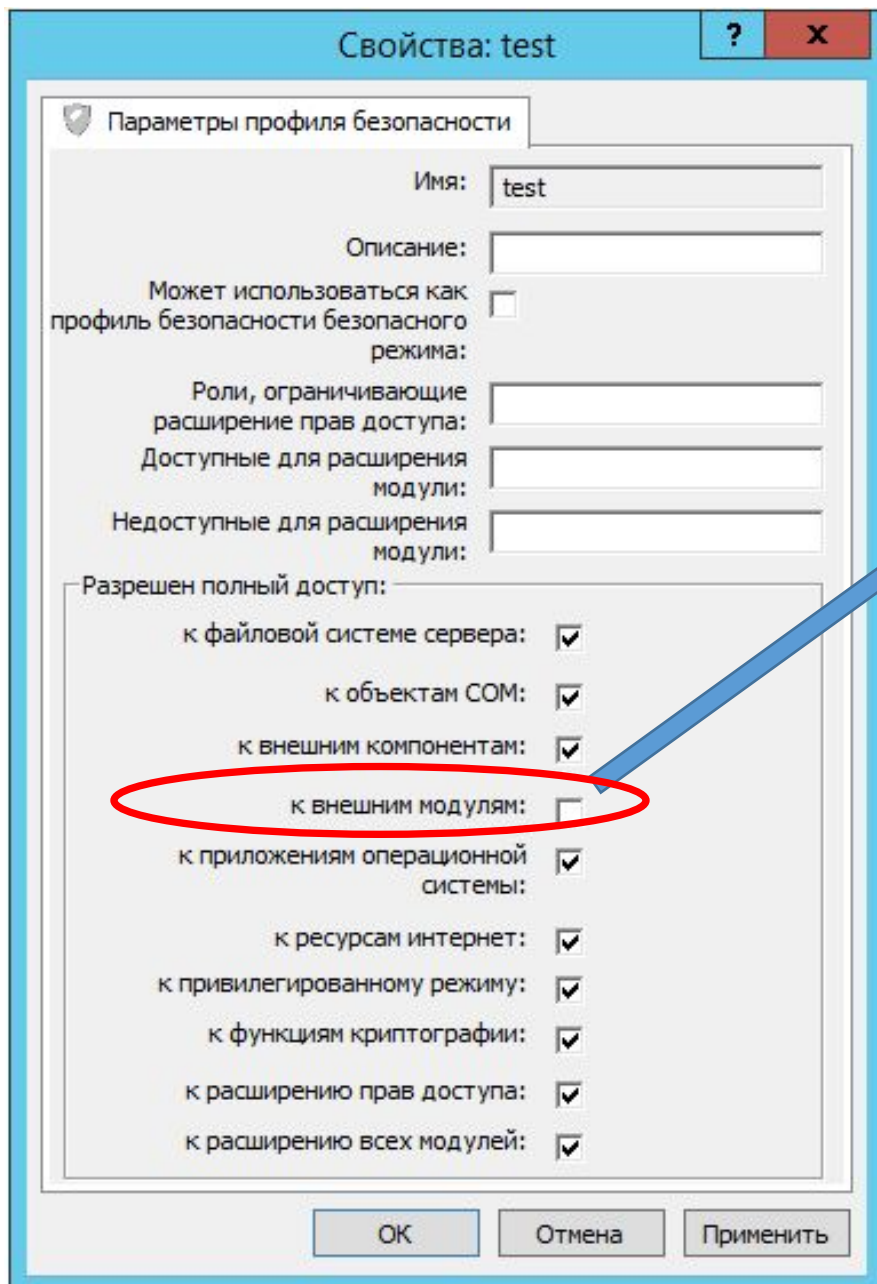 Свойства: test
?
x
Параметры профиля безопасности
Имя:
test
Описание:
Может использоваться как
профиль безопасности безопасного
режима:
Роли, ограничивающие
расширение прав доступа:
Доступные для расширения
модули:
Недоступные для расширения
модули:
Разрешен полный доступ:
к файловой системе сервера:
к объектам COM:
к внешним компонентам:
к внешним модулям:
к приложениям операционной
системы:
к ресурсам интернет:
к привилегированному режиму:
к функциям криптографии:
к расширению прав доступа:
к расширению всех модулей:
ОК
Отмена
Применить